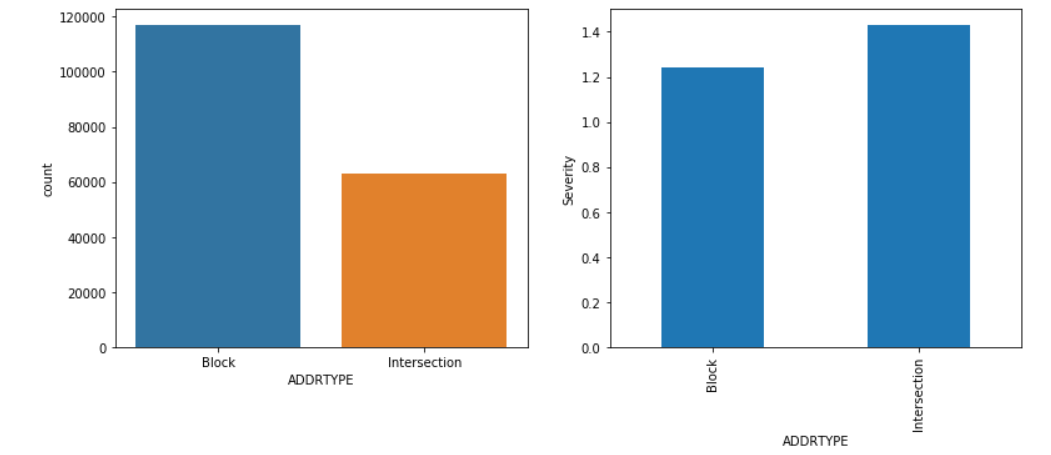 120000
100000
80000
60000
40000
20000
0
count
Block
Intersection
ADDRTYPE
1.4
1.2
1.0
0.8
0.6
0.4
0.2
0.0
Severity
Block
Intersection
ADDRTYPE